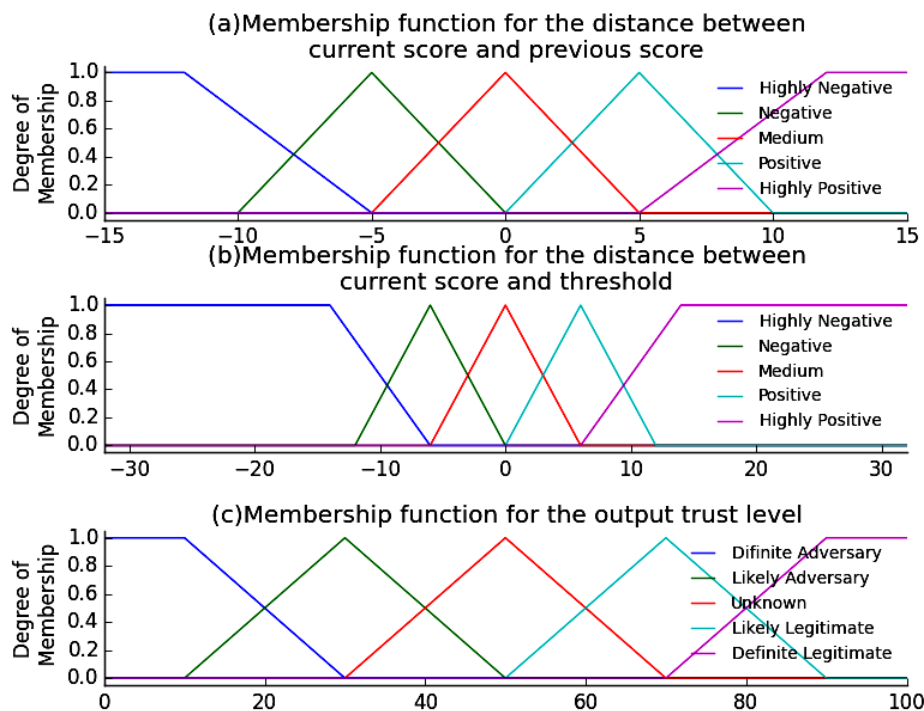 (a)Membership function for the distance between
current score and previous score
Degree of
Membership
1.0
0.8
0.6
0.4
0.2
0.0
Highly Negative
Negative
Medium
Positive
Highly Positive
−15 −10 −5 0 5 10 15
(b)Membership function for the distance between
current score and threshold
Degree of
Membership
1.0
0.8
0.6
0.4
0.2
0.0
Highly Negative
Negative
Medium
Positive
Highly Positive
−30 −20 −10 0 10 20 30
(c)Membership function for the output trust level
Degree of
Membership
1.0
0.8
0.6
0.4
0.2
0.0
Difinite Adversary
Likely Adversary
Unknown
Likely Legitimate
Definite Legitimate
0 20 40 60 80 100